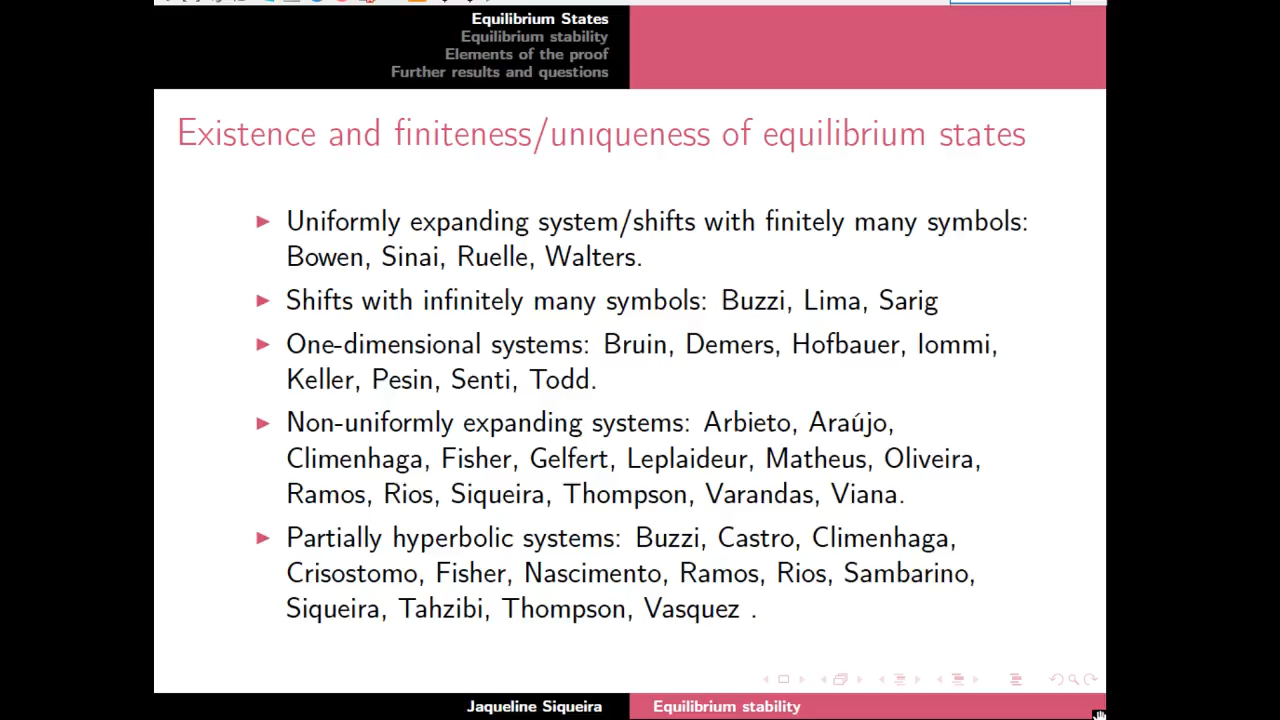 Equilibrium States
Equilibrium stability
Elements of the proof
Further results and questions
Existence and finiteness/uniqueness of equilibrium states
Uniformly expanding system/shifts with finitely many symbols:
Bowen, Sinai, Ruelle, Walters.
Shifts with infinitely many symbols: Buzzi, Lima, Sarig
One-dimensional systems: Bruin, Demers, Hofbauer, Iommi,
Keller, Pesin, Senti, Todd.
Non-uniformly expanding systems: Arbieto, Araújo,
Climenhaga, Fisher, Gelfert, Leplaideur, Matheus, Oliveira,
Ramos, Rios, Siqueira, Thompson, Varandas, Viana.
Partially hyperbolic systems: Buzzi, Castro, Climenhaga,
Crisostomo, Fisher, Nascimento, Ramos, Rios, Sambarino,
Siqueira, Tahzibi, Thompson, Vasquez .
Jaqueline Siqueira
Equilibrium stability